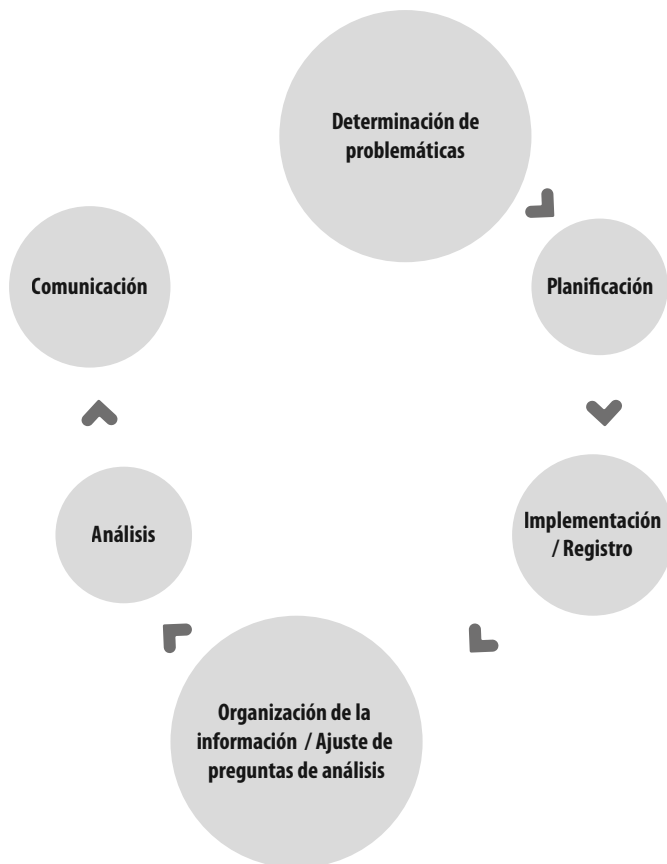 Determinación de
problemáticas
Planificación
Implementación
/ Registro
Organización de la
información / Ajuste de
preguntas de análisis
Análisis
Comunicación